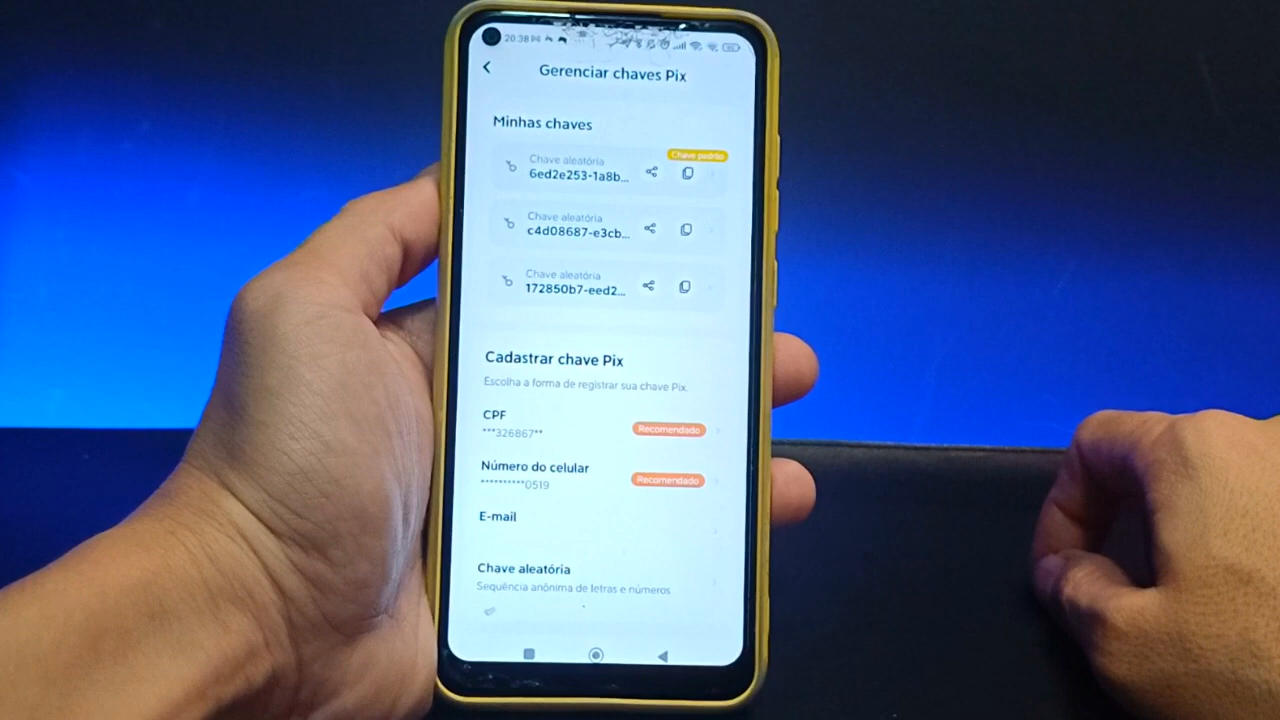 20:38
Gerenciar chaves Pix
Minhas chaves
Chave padrão
Chave aleatória
6ed2e253-1a8b...
Chave aleatória
c4d08687-e3cb...
Chave aleatória
172850b7-eed2...
Cadastrar chave Pix
Escolha a forma de registrar sua chave Pix.
CPF
***326867**
Recomendado
Número do celular
**********0519
Recomendado
E-mail
Chave aleatória
Sequência anônima de letras e números